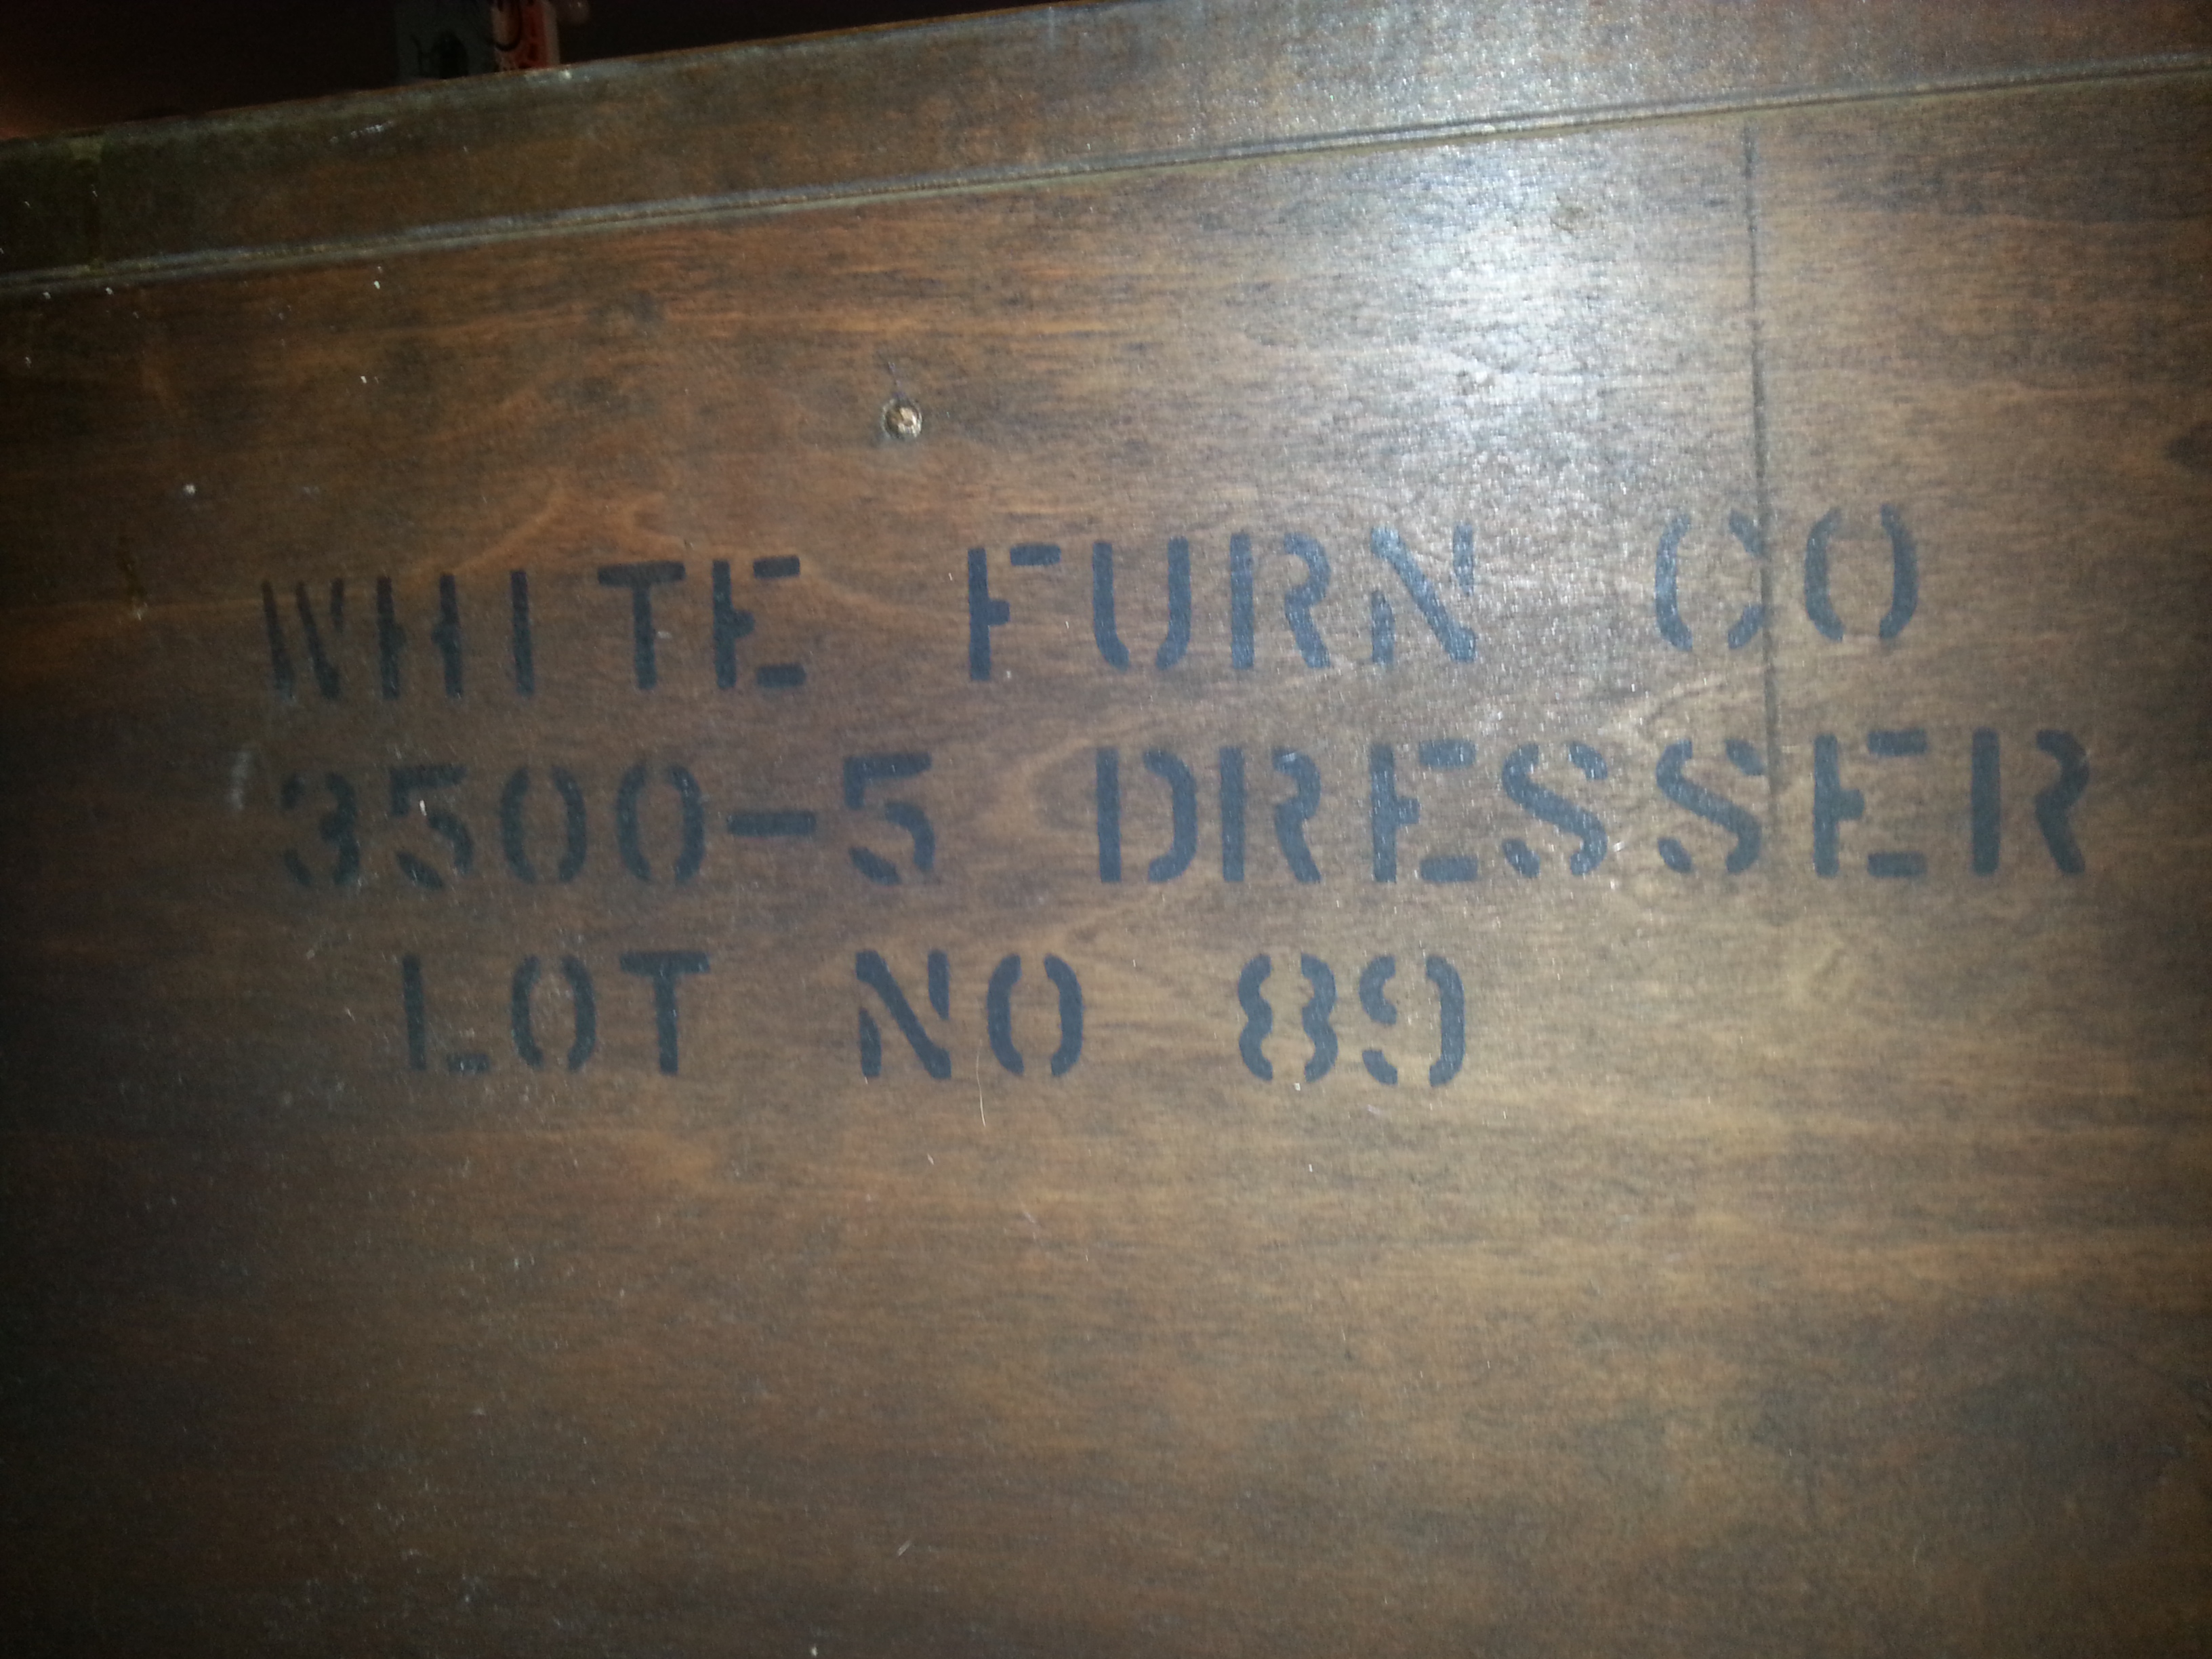 WHITE FURN CO
3500-5 DRESSER
LOT NO 89